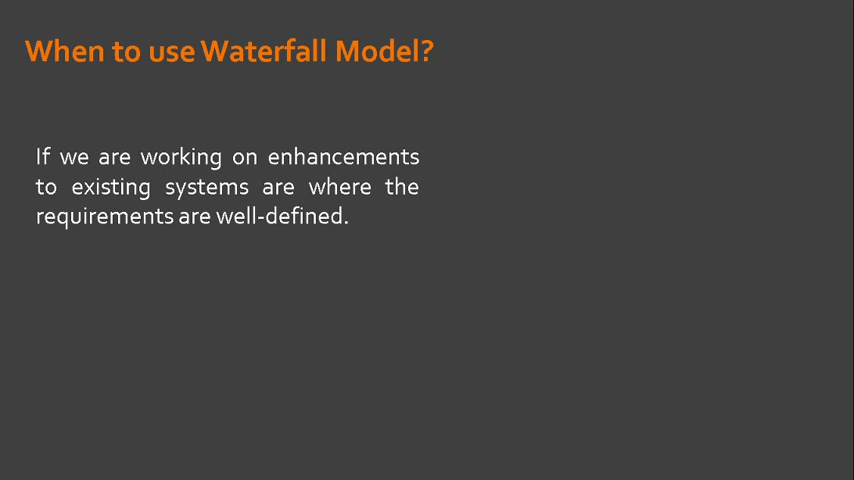 When to use Waterfall Model?
If we are working on enhancements
to existing systems are where the
requirements are well-defined.